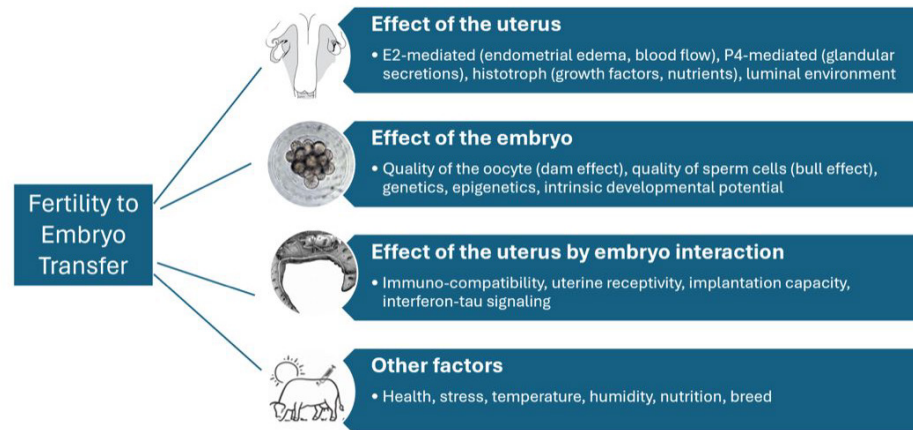 Fertility to
Embryo
Transfer
Effect of the uterus
• E2-mediated (endometrial edema, blood flow), P4-mediated (glandular
secretions), histotroph (growth factors, nutrients), luminal environment
Effect of the embryo
• Quality of the oocyte (dam effect), quality of sperm cells (bull effect),
genetics, epigenetics, intrinsic developmental potential
Effect of the uterus by embryo interaction
• Immuno-compatibility, uterine receptivity, implantation capacity,
interferon-tau signaling
Other factors
• Health, stress, temperature, humidity, nutrition, breed